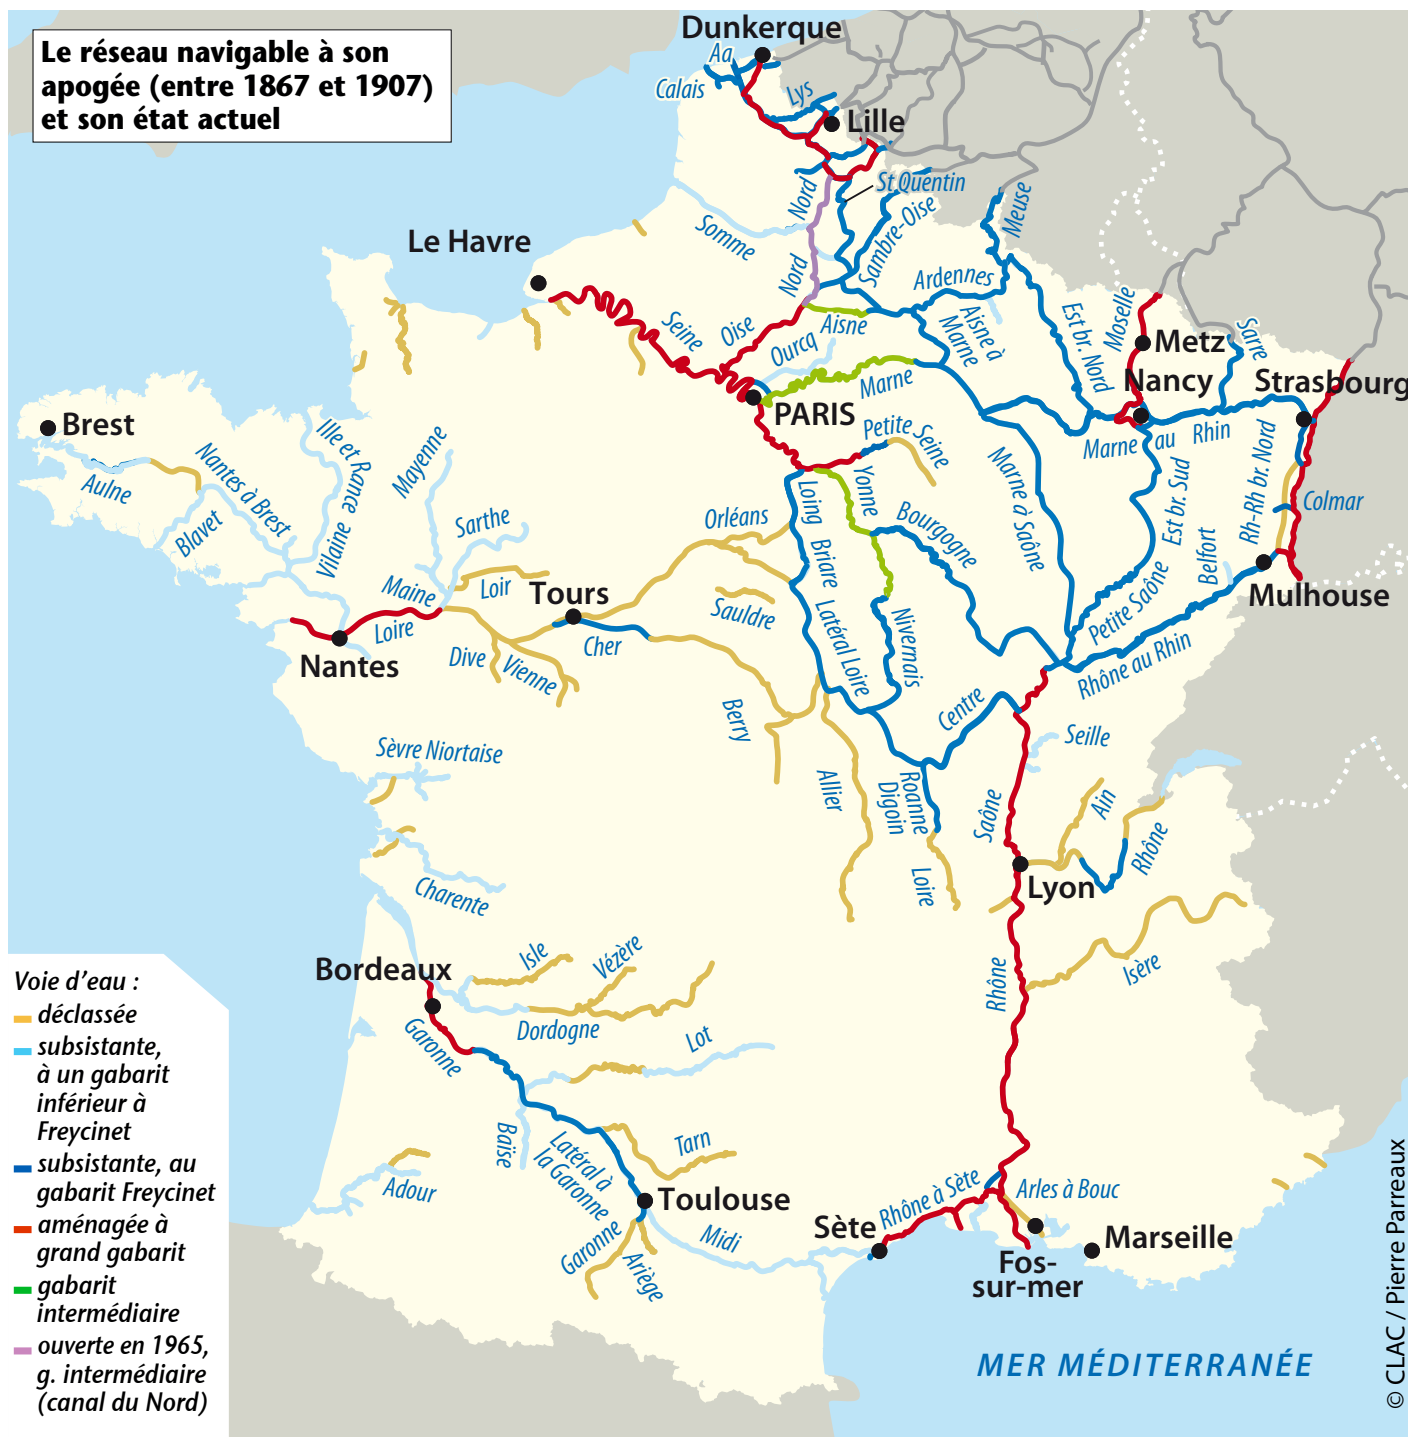 Le réseau navigable à son
apogée (entre 1867 et 1907)
et son état actuel
Dunkerque
Aa
Calais
Lys
Lille
St Quentin
Nord
Sambre-Oise
Meuse
Somme
Le Havre
Nord
Ardennes
Seine
Oise
Aisne
Ourcq
Aisne à
Marne
Est br. Nord
Moselle
Metz
Sarre
Nancy
Strasbourg
Marne
PARIS
Brest
Petite
Seine
Marne au Rhin
Aulne
Nantes à Brest
Ille et Rance
Mayenne
Blavet
Vilaine
Sarthe
Orléans
Loing
Yonne
Bourgogne
Marne à Saône
Est br. Sud
Rh-Rh br. Nord
Colmar
Belfort
Mulhouse
Maine
Loir
Tours
Briare
Sauldre
Loire
Nantes
Cher
Dive
Vienne
Latéral Loire
Nivernais
Petite Saône
Rhône au Rhin
Berry
Centre
Seille
Sèvre Niortaise
Allier
Roanne
Digoin
Saône
Ain
Rhône
Lyon
Loire
Charente
Isle
Vézère
Bordeaux
Isère
Rhône
Dordogne
Garonne
Lot
Baïse
Latéral à
la Garonne
Tarn
Adour
Toulouse
Garonne
Ariège
Midi
Sète
Rhône à Sète
Arles à Bouc
Marseille
Fos-
sur-mer
MER MÉDITERRANÉE
Voie d'eau :
déclassée
subsistante,
à un gabarit
inférieur à
Freycinet
subsistante, au
gabarit Freycinet
aménagée à
grand gabarit
gabarit
intermédiaire
ouverte en 1965,
g. intermédiaire
(canal du Nord)
© CLAC / Pierre Parreaux